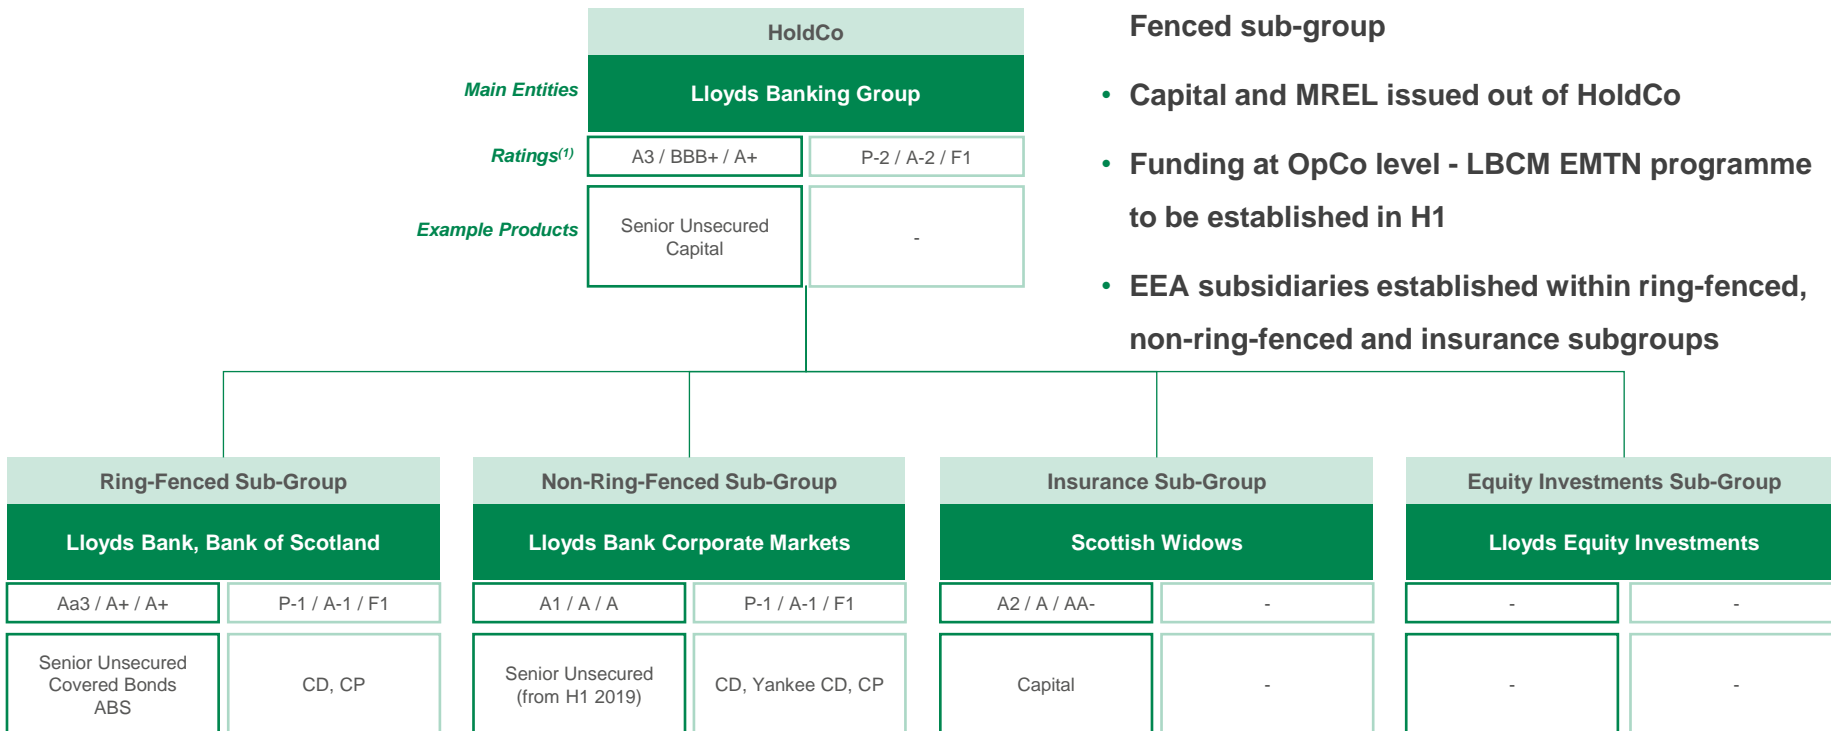 HoldCo
Main Entities
Lloyds Banking Group
Ratings(1)
A3 / BBB+ / A+
P-2 / A-2 / F1
Example Products
Senior Unsecured
Capital
-
Fenced sub-group
• Capital and MREL issued out of HoldCo
• Funding at OpCo level - LBCM EMTN programme
to be established in H1
• EEA subsidiaries established within ring-fenced,
non-ring-fenced and insurance subgroups
Ring-Fenced Sub-Group
Lloyds Bank, Bank of Scotland
Aa3 / A+ / A+
P-1 / A-1 / F1
Senior Unsecured
Covered Bonds
ABS
CD, CP
Non-Ring-Fenced Sub-Group
Lloyds Bank Corporate Markets
A1 / A / A
P-1 / A-1 / F1
Senior Unsecured
(from H1 2019)
CD, Yankee CD, CP
Insurance Sub-Group
Scottish Widows
A2 / A / AA-
-
Capital
-
Equity Investments Sub-Group
Lloyds Equity Investments
-
-
-
-